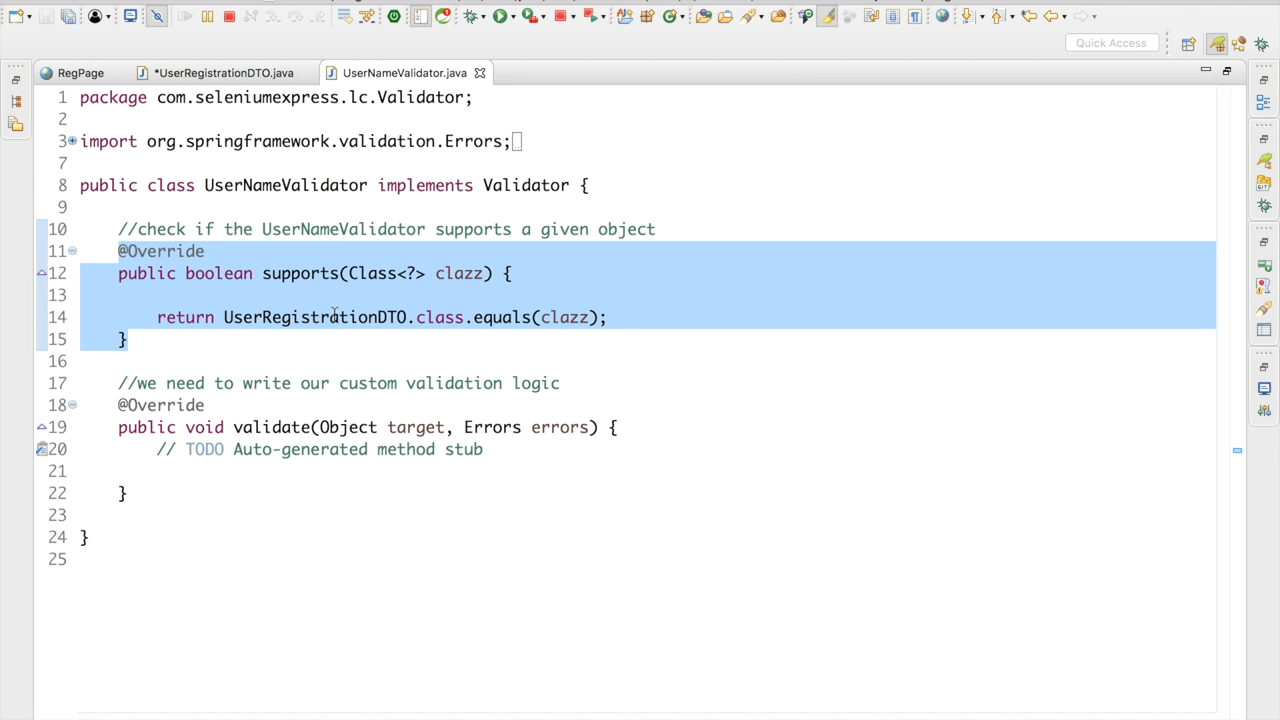 Quick Access
RegPage
*UserRegistrationDTO.java
UserNameValidator.java
1 package com.seleniumexpress.lc.Validator;
2
3 import org.springframework.validation.Errors;
7
8 public class UserNameValidator implements Validator {
9
10 //check if the UserNameValidator supports a given object
11 @Override
12 public boolean supports(Class<?> clazz) {
13
14 return UserRegistrationDTO.class.equals(clazz);
15 }
16
17 //we need to write our custom validation logic
18 @Override
19 public void validate(Object target, Errors errors) {
20 // TODO Auto-generated method stub
21
22 }
23
24 }
25